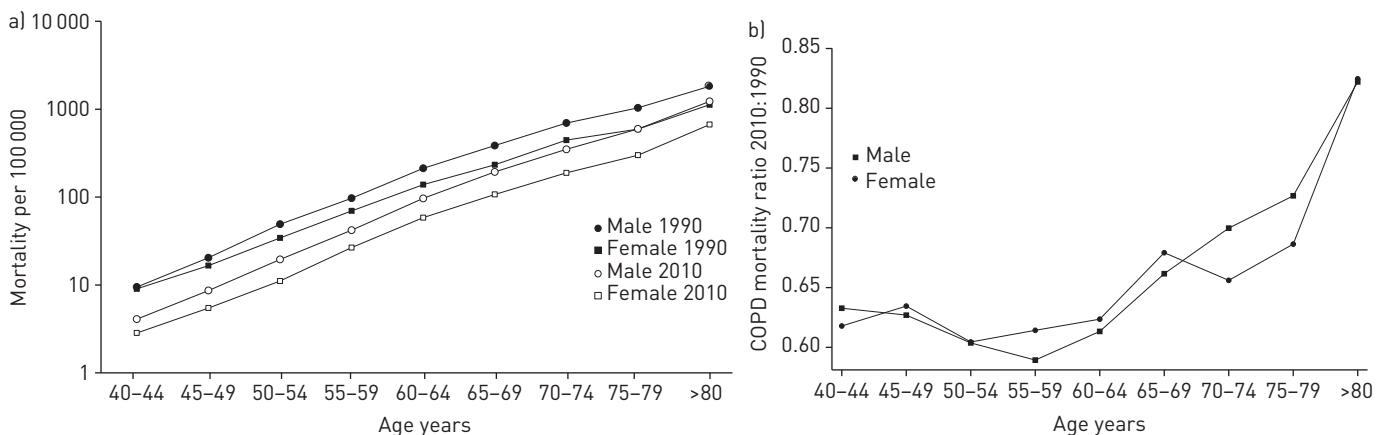 a)
10 000
1000
100
10
1
Mortality per 100 000
Male 1990
Female 1990
Male 2010
Female 2010
40–44 45–49 50–54 55–59 60–64 65–69 70–74 75–79 >80
Age years
b)
0.85
0.80
0.75
0.70
0.65
0.60
COPD mortality ratio 2010:1990
Male
Female
40–44 45–49 50–54 55–59 60–64 65–69 70–74 75–79 >80
Age years